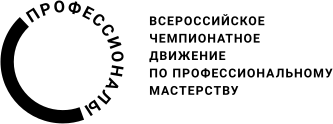 ПРОФЕССИОНАЛЫ
ВСЕРОССИЙСКОЕ
ЧЕМПИОНАТНОЕ
ДВИЖЕНИЕ
ПО ПРОФЕССИОНАЛЬНОМУ
МАСТЕРСТВУ